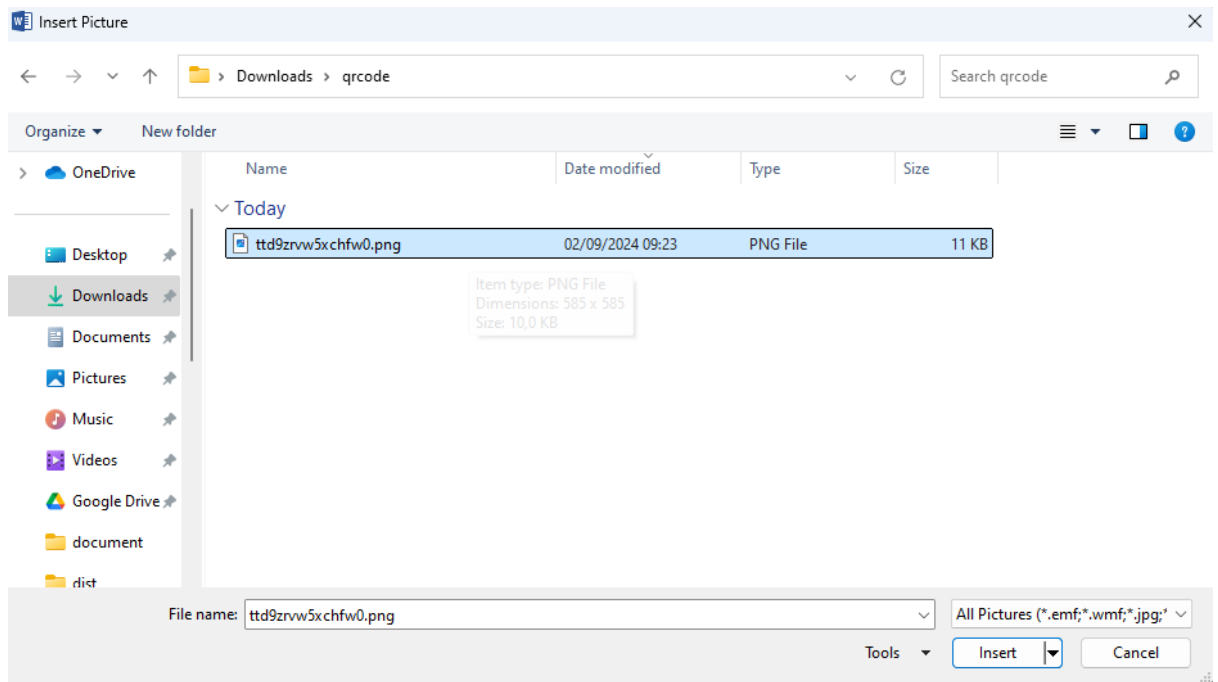 Insert Picture
Downloads > qrcode
Search qrcode
Organize
New folder
OneDrive
Desktop
Downloads
Documents
Pictures
Music
Videos
Google Drive
document
dist
Name
Date modified
Type
Size
Today
ttd9zrvw5xchfw0.png
02/09/2024 09:23
PNG File
11 KB
Item type: PNG File
Dimensions: 585 x 585
Size: 10,0 KB
File name:
ttd9zrvw5xchfw0.png
All Pictures (*.emf;*.wmf;*.jpg;*
Tools
Insert
Cancel